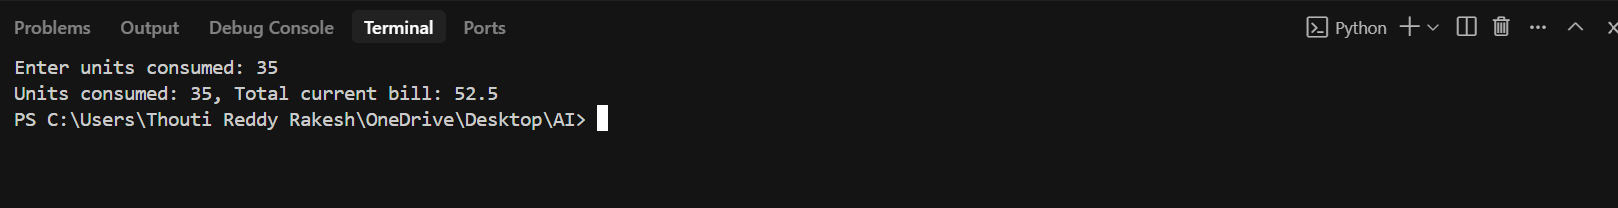 Problems Output Debug Console Terminal Ports Python
Enter units consumed: 35
Units consumed: 35, Total current bill: 52.5
PS C:\Users\Thouti Reddy Rakesh\OneDrive\Desktop\AI>